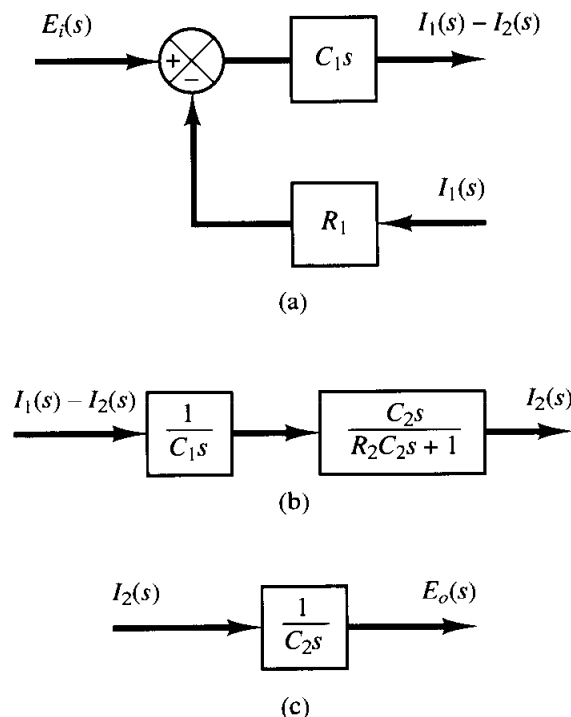 E_i(s)
I_1(s) – I_2(s)
+
−
C_1s
R_1
I_1(s)
(a)
I_1(s) – I_2(s)
1
C_1s
C_2s
R_2C_2s + 1
I_2(s)
(b)
I_2(s)
1
C_2s
E_o(s)
(c)